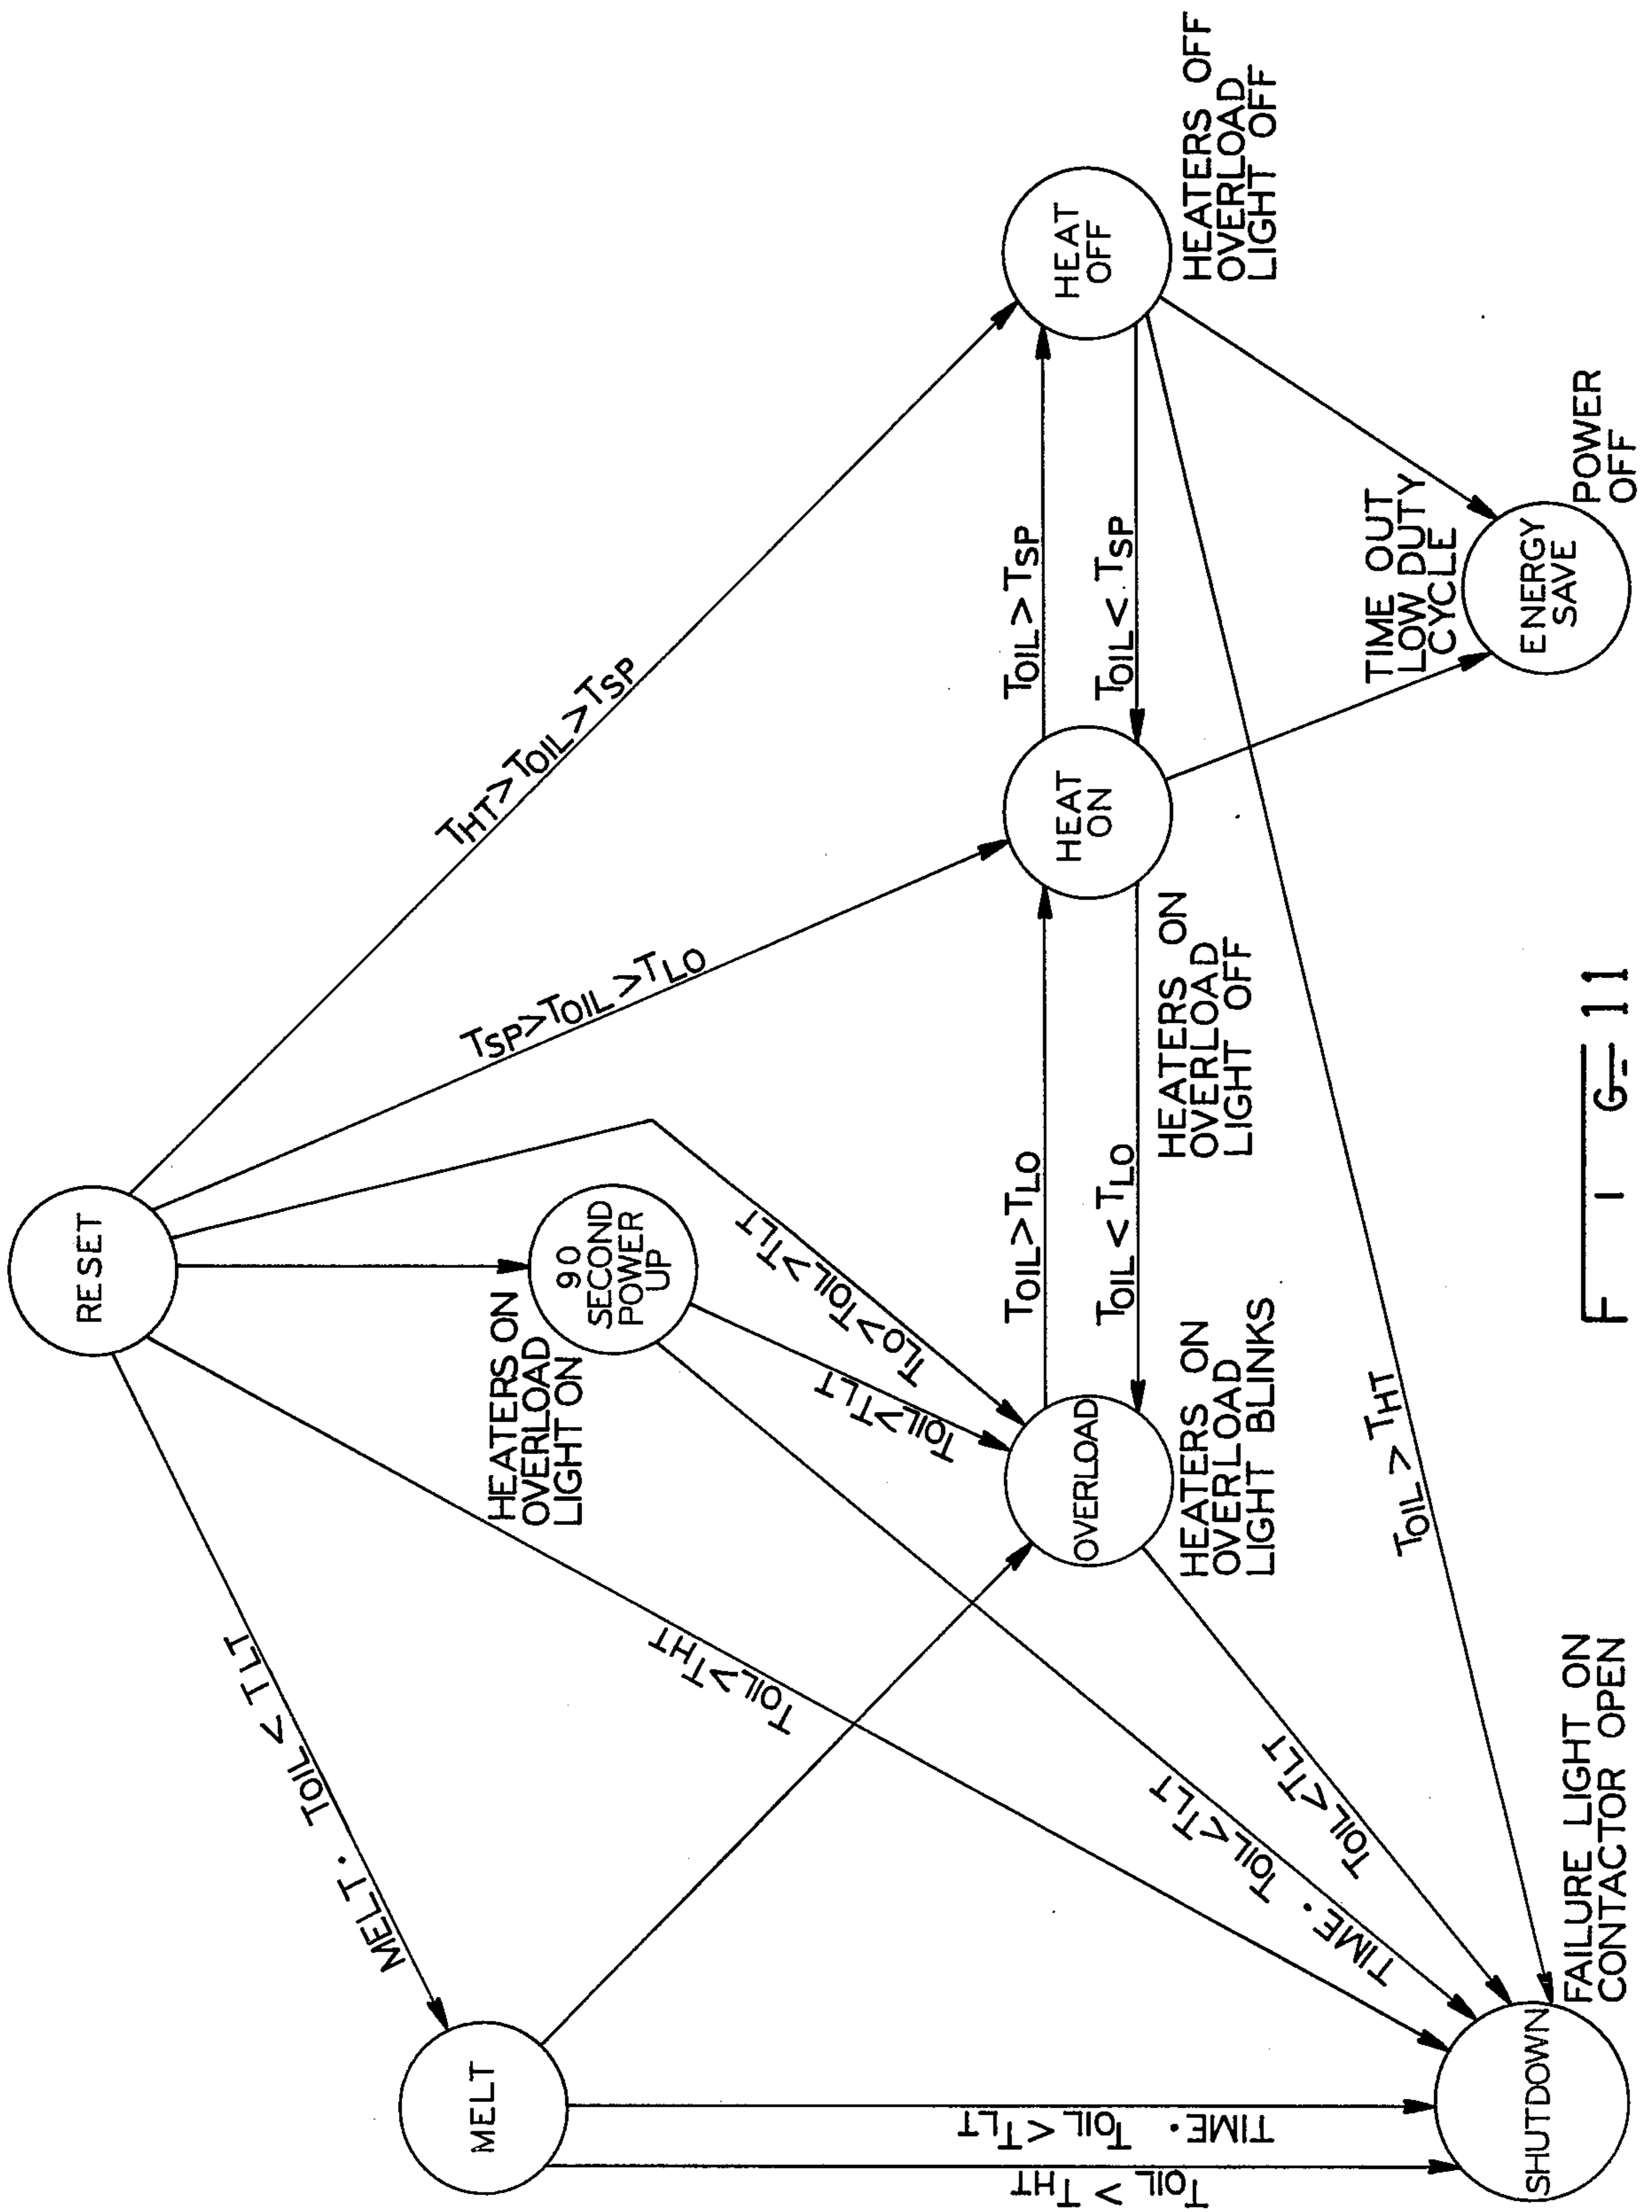 RESET
MELT · TOIL < TLT
TOIL > THT
THT > TOIL > TSP
TSP > TOIL > TLO
TLO > TOIL > TLT
HEATERS ON
OVERLOAD
LIGHT ON
90
SECOND
POWER
UP
TOIL > TLT
TIME · TOIL < TLT
MELT
TIME · TOIL < TLT
TOIL > THT
OVERLOAD
HEATERS ON
OVERLOAD
LIGHT BLINKS
TOIL < TLT
TOIL > TLO
TOIL < TLO
HEAT
ON
HEATERS ON
OVERLOAD
LIGHT OFF
TOIL > TSP
TOIL < TSP
HEAT
OFF
HEATERS OFF
OVERLOAD
LIGHT OFF
TOIL > THT
TIME OUT
LOW DUTY
CYCLE
ENERGY
SAVE
POWER
OFF
SHUTDOWN
FAILURE LIGHT ON
CONTACTOR OPEN
FIG- 11